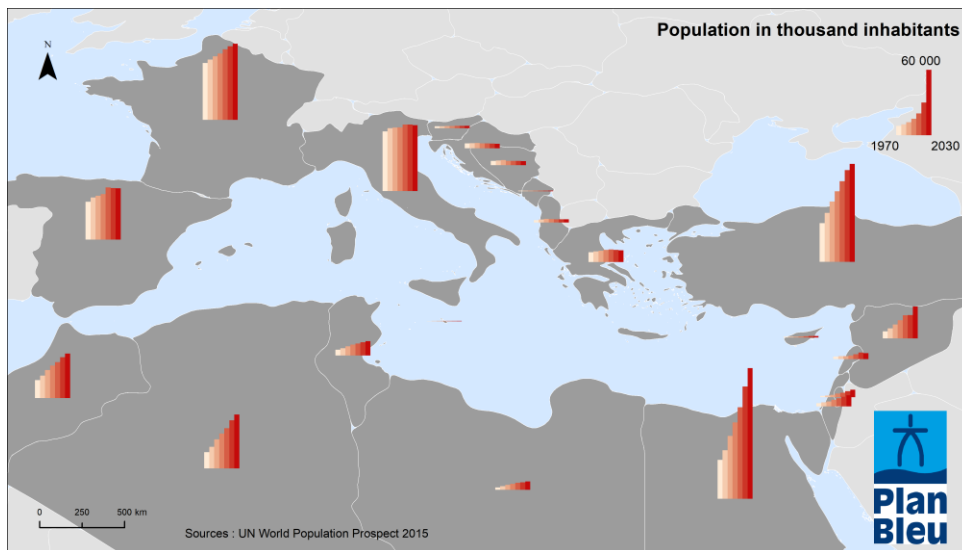 Population in thousand inhabitants
N
60 000
1970 2030
0 250 500 km
Sources : UN World Population Prospect 2015
Plan
Bleu